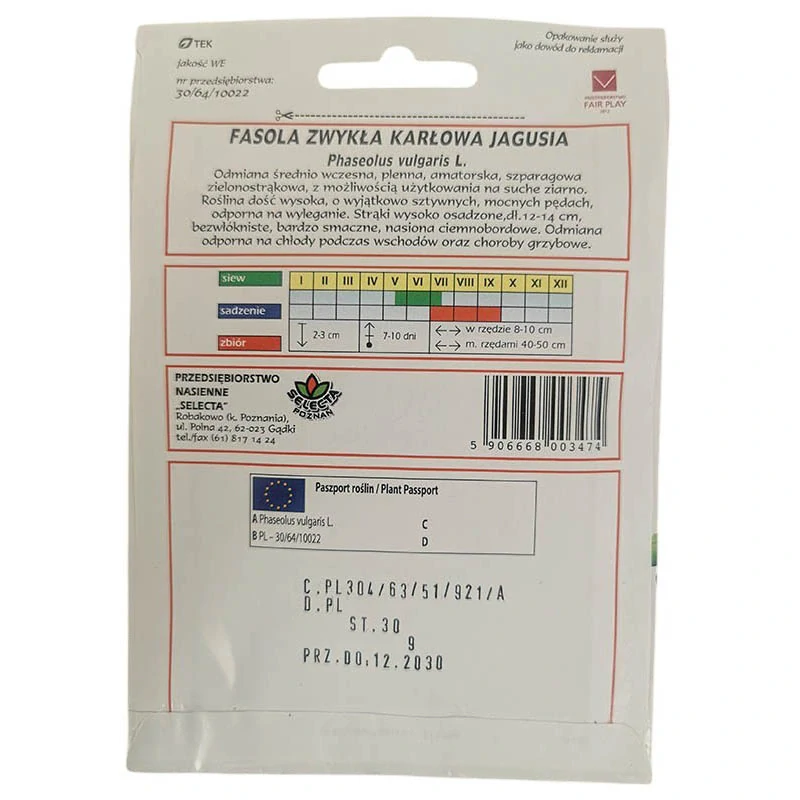 TEK
jakość WE
nr przedsiębiorstwa:
30/64/10022
Opakowanie służy
jako dowód do reklamacji
PRZEDSIĘBIORSTWO
FAIR PLAY
FASOLA ZWYKŁA KARŁOWA JAGUSIA
Phaseolus vulgaris L.
Odmiana średnio wczesna, plenna, amatorska, szparagowa
zielonostrąkowa, z możliwością użytkowania na suche ziarno.
Roślina dość wysoka, o wyjątkowo sztywnych, mocnych pędach,
odporna na wyleganie. Strąki wysoko osadzone,dł.12-14 cm,
bezwłókniste, bardzo smaczne, nasiona ciemnobordowe. Odmiana
odporna na chłody podczas wschodów oraz choroby grzybowe.
siew
I II III IV V VI VII VIII IX X XI XII
sadzenie
zbiór
2-3 cm
7-10 dni
w rzędzie 8-10 cm
m. rzędami 40-50 cm
PRZEDSIĘBIORSTWO
NASIENNE
„SELECTA”
Robakowo (k. Poznania),
ul. Polna 42, 62-023 Gądki
tel./fax (61) 817 14 24
SELECTA
POZNAŃ
5 906668 003474
Paszport roślin / Plant Passport
A Phaseolus vulgaris L.
C
B PL – 30/64/10022
D
C.PL304/63/51/921/A
D.PL
ST.30
9
PRZ.DO:12.2030